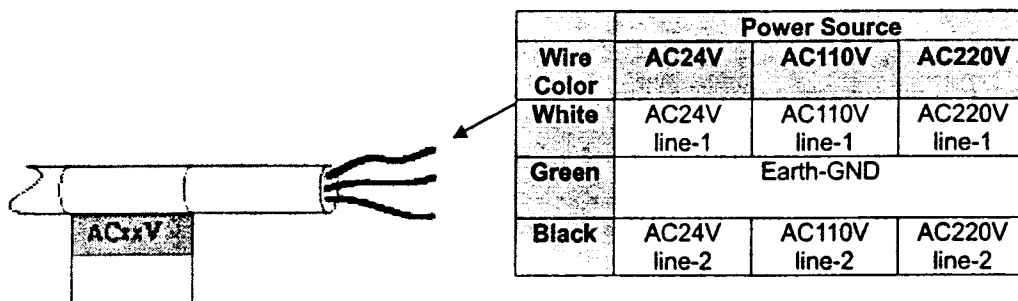 Power Source
Wire Color AC24V AC110V AC220V
White AC24V line-1 AC110V line-1 AC220V line-1
Green Earth-GND
Black AC24V line-2 AC110V line-2 AC220V line-2
ACxxV